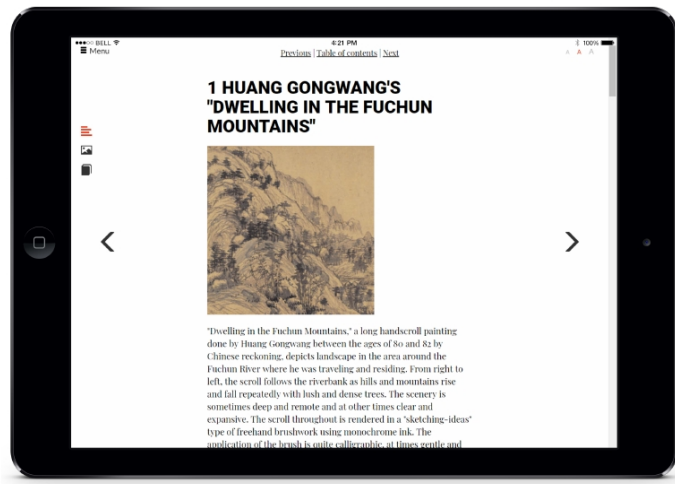 BELL
4:21 PM
100%
Menu
Previous | Table of contents | Next
A A A
1 HUANG GONGWANG'S
"DWELLING IN THE FUCHUN
MOUNTAINS"
"Dwelling in the Fuchun Mountains," a long handscroll painting
done by Huang Gongwang between the ages of 80 and 82 by
Chinese reckoning, depicts landscape in the area around the
Fuchun River where he was traveling and residing. From right to
left, the scroll follows the riverbank as hills and mountains rise
and fall repeatedly with lush and dense trees. The scenery is
sometimes deep and remote and at other times clear and
expansive. The scroll throughout is rendered in a "sketching-ideas"
type of freehand brushwork using monochrome ink. The
application of the brush is quite calligraphic, at times gentle and